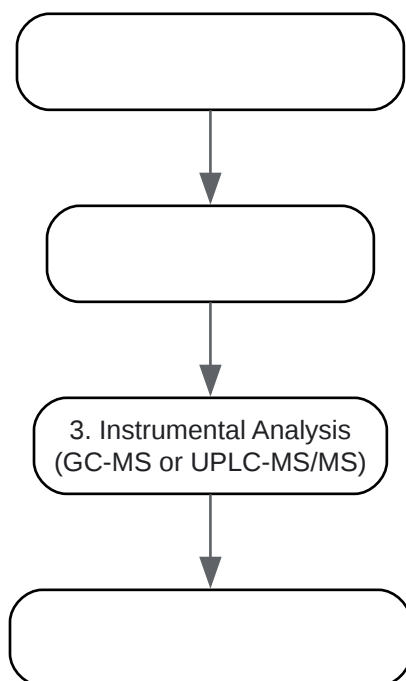 3. Instrumental Analysis
(GC-MS or UPLC-MS/MS)